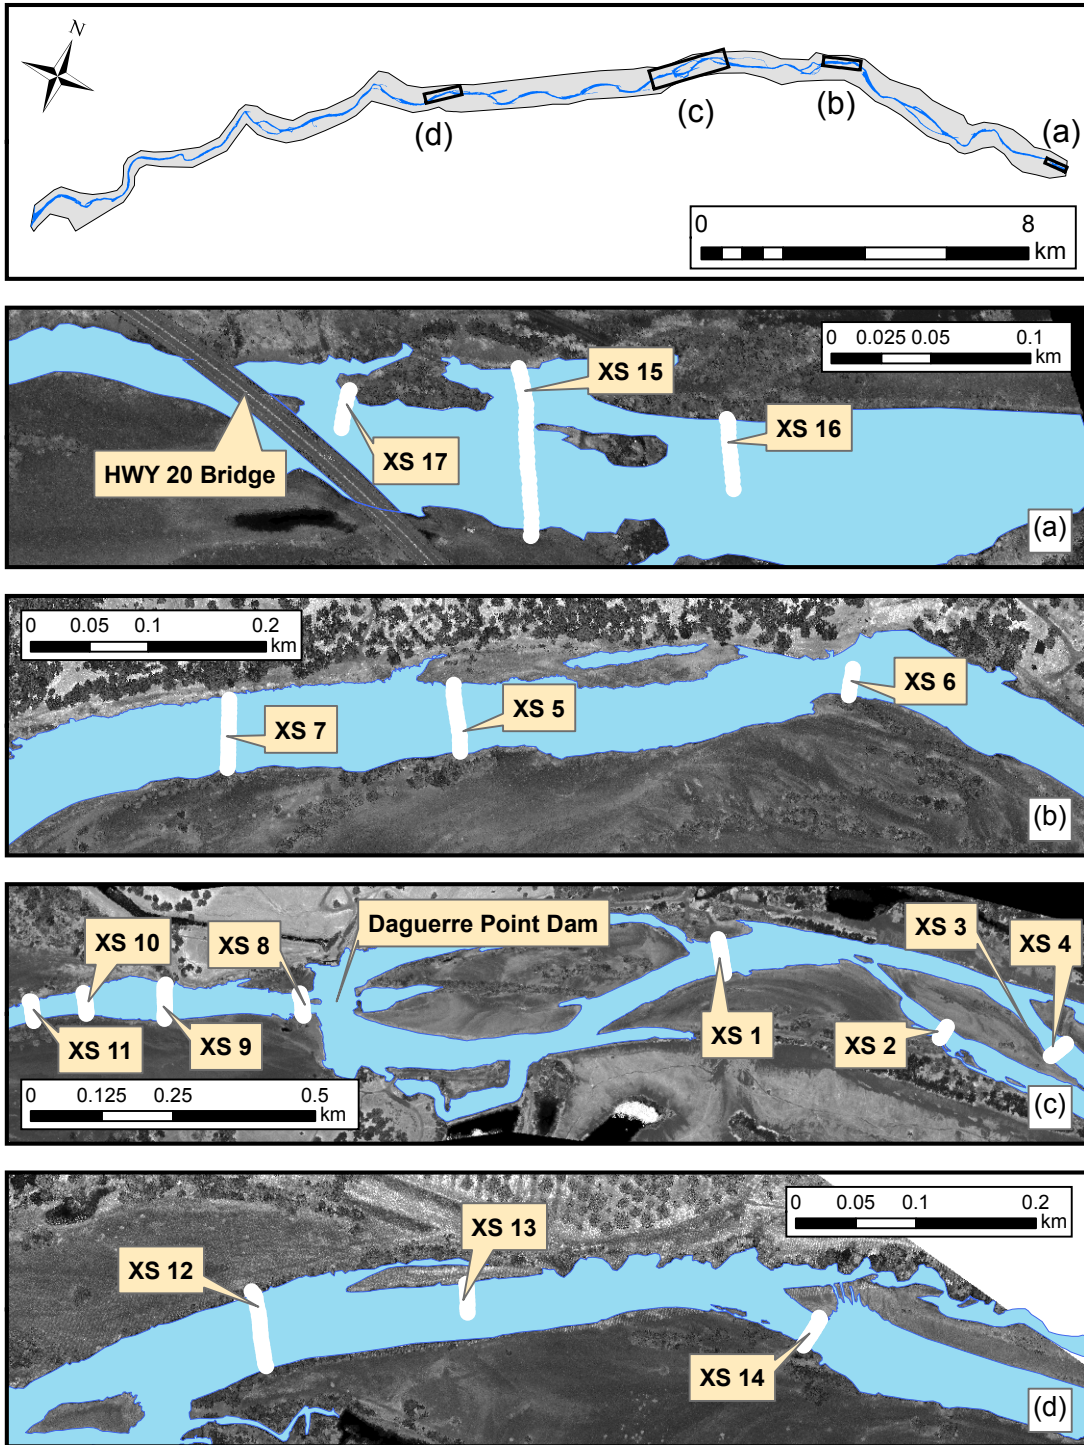 N
(d)
(c)
(b)
(a)
0 8
km
0 0.025 0.05 0.1
km
XS 15
XS 16
XS 17
HWY 20 Bridge
(a)
0 0.05 0.1 0.2
km
XS 6
XS 5
XS 7
(b)
Daguerre Point Dam
XS 10
XS 8
XS 3
XS 4
XS 11
XS 9
XS 1
XS 2
0 0.125 0.25 0.5
km
(c)
0 0.05 0.1 0.2
km
XS 13
XS 12
XS 14
(d)